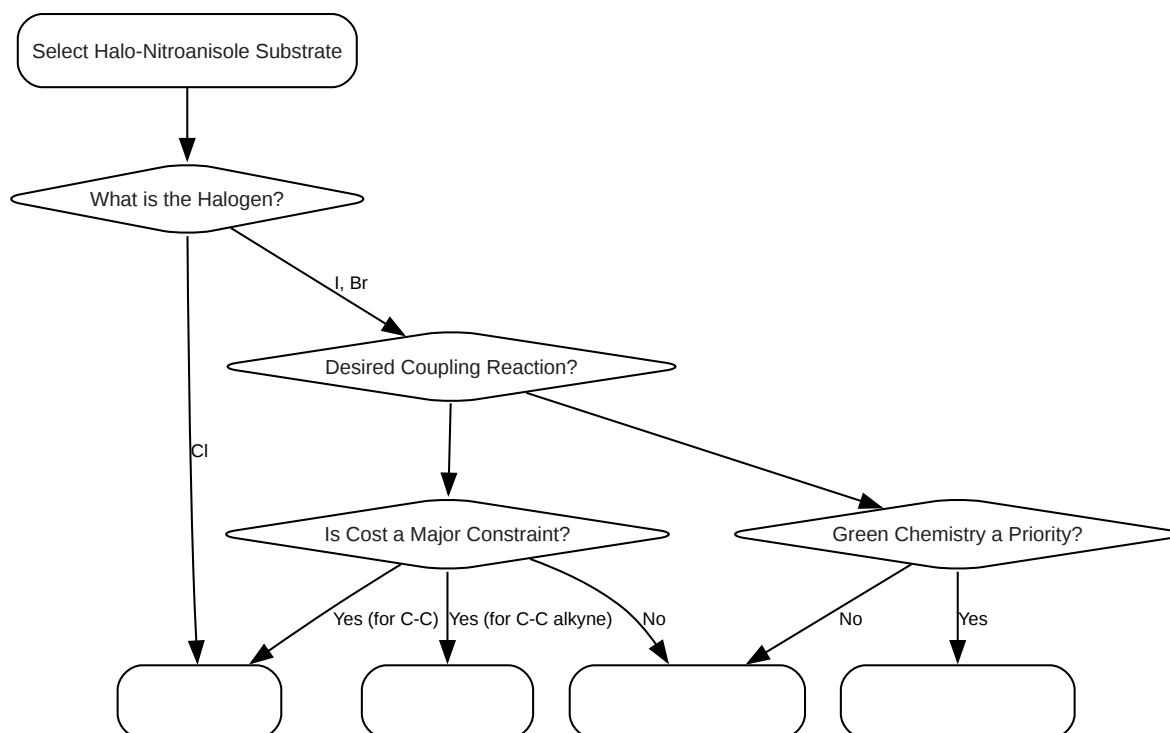 Select Halo-Nitroanisole Substrate
What is the Halogen?
I, Br
Desired Coupling Reaction?
Cl
Is Cost a Major Constraint?
Green Chemistry a Priority?
Yes (for C-C)
Yes (for C-C alkyne)
No
No
Yes